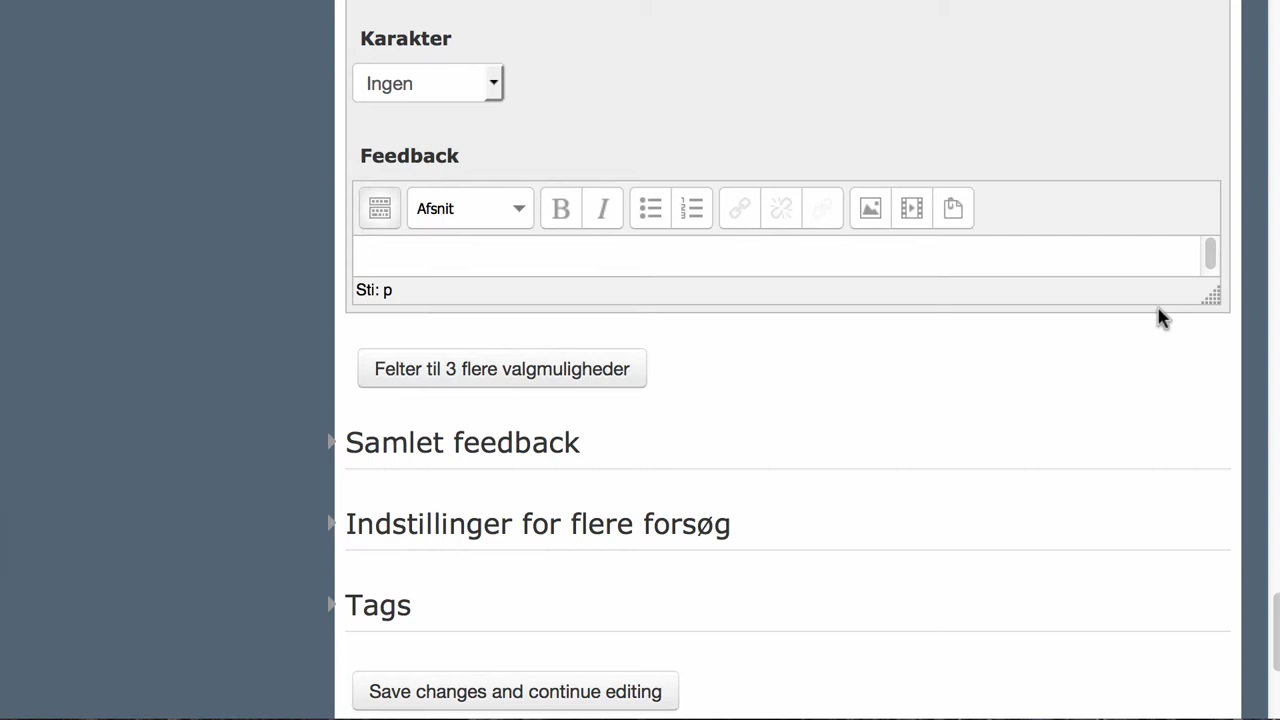 Karakter
Ingen
Feedback
Afsnit
Sti: p
Felter til 3 flere valgmuligheder
Samlet feedback
Indstillinger for flere forsøg
Tags
Save changes and continue editing